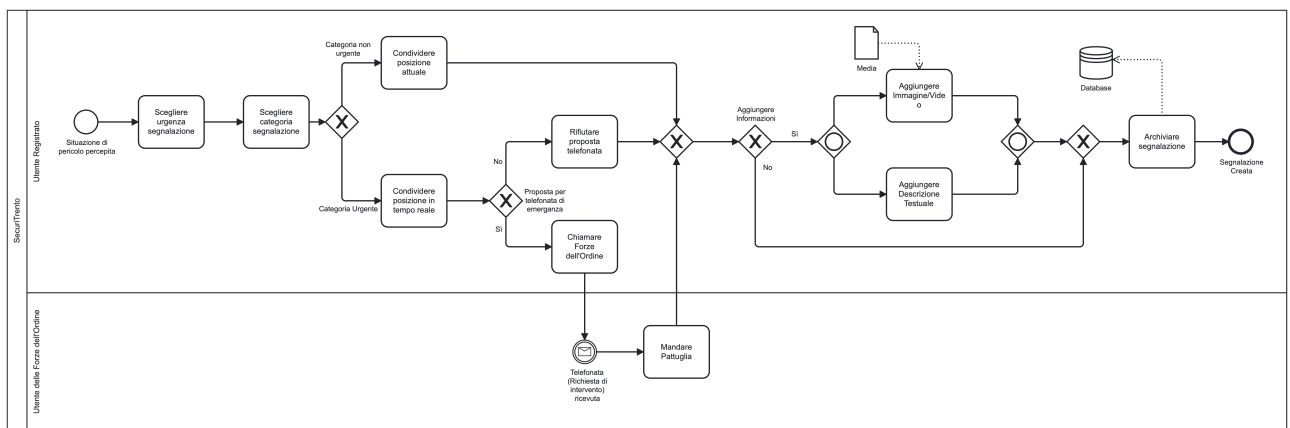 SecuriTrento
Utente Registrato
Situazione di
pericolo percepita
Scegliere
urgenza
segnalazione
Scegliere
categoria
segnalazione
Categoria non
urgente
Condividere
posizione
attuale
Categoria Urgente
Condividere
posizione in
tempo reale
No
Proposta per
telefonata di
emerganza
Sì
Rifiutare
proposta
telefonata
Chiamare
Forze
dell'Ordine
Aggiungere
Informazioni
Sì
No
Media
Aggiungere
Immagine/Vide
o
Aggiungere
Descrizione
Testuale
Database
Archiviare
segnalazione
Segnalazione
Creata
Utente delle Forze dell'Ordine
Telefonata
(Richiesta di
intervento)
ricevuta
Mandare
Pattuglia